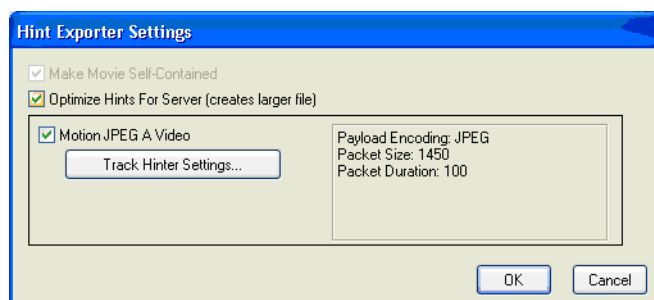 Hint Exporter Settings
Make Movie Self-Contained
Optimize Hints For Server (creates larger file)
Motion JPEG A Video
Track Hinter Settings...
Payload Encoding: JPEG
Packet Size: 1450
Packet Duration: 100
OK
Cancel